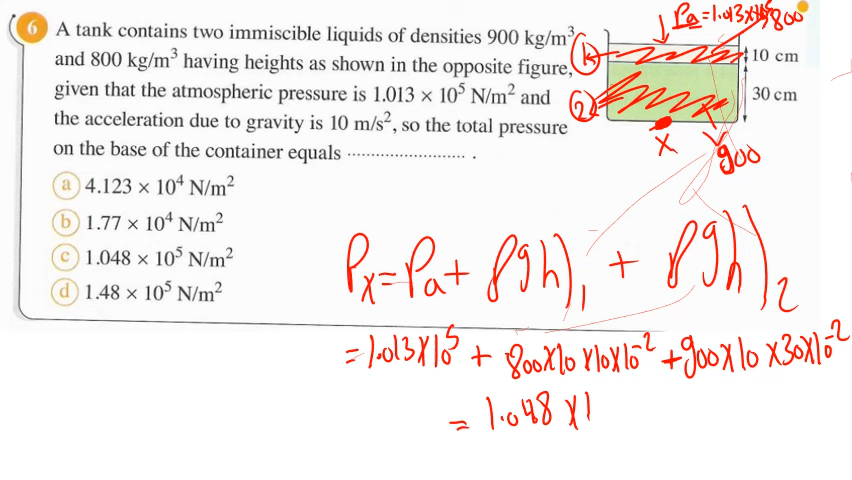 6 A tank contains two immiscible liquids of densities 900 kg/m³
and 800 kg/m³ having heights as shown in the opposite figure,
given that the atmospheric pressure is 1.013 × 10⁵ N/m² and
the acceleration due to gravity is 10 m/s², so the total pressure
on the base of the container equals ........................ .
a 4.123 × 10⁴ N/m²
b 1.77 × 10⁴ N/m²
c 1.048 × 10⁵ N/m²
d 1.48 × 10⁵ N/m²
Pa = 1.013×10⁵
800
1
10 cm
2
30 cm
x
900
Px = Pa + ρgh)₁ + ρgh)₂
= 1.013×10⁵ + 800×10×10×10⁻² + 900×10×30×10⁻²
= 1.048 × 1